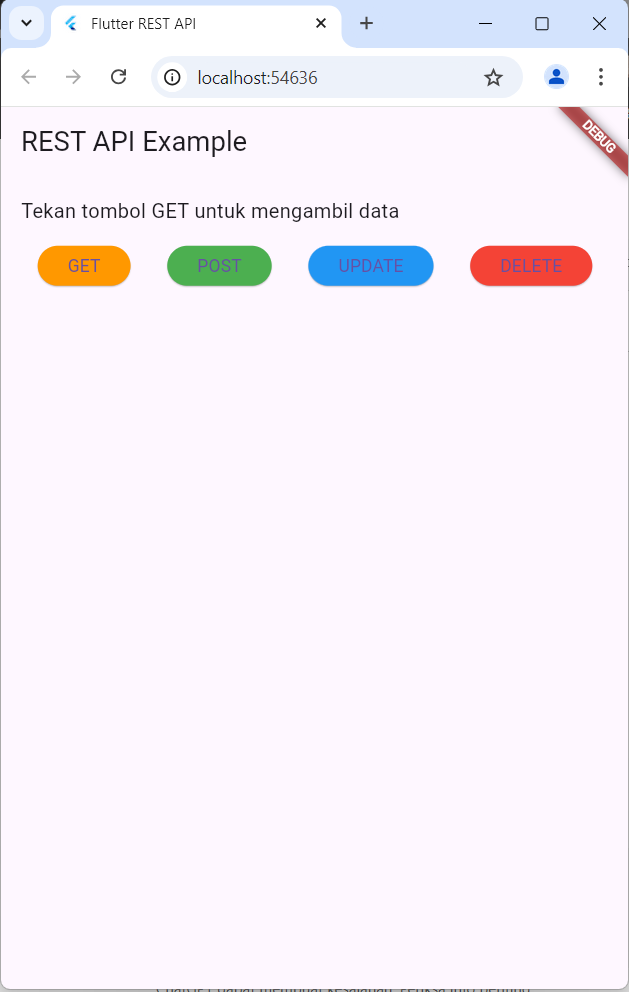 Flutter REST API
localhost:54636
REST API Example
DEBUG
Tekan tombol GET untuk mengambil data
GET POST UPDATE DELETE